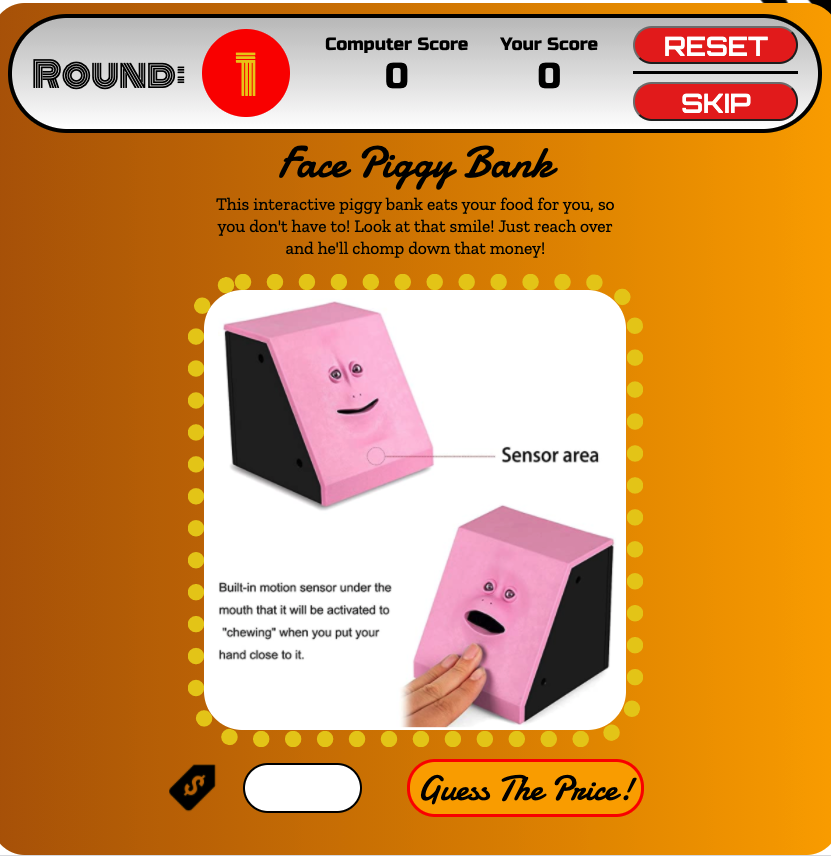 Round: 1
Computer Score
0
Your Score
0
RESET
SKIP
Face Piggy Bank
This interactive piggy bank eats your food for you, so
you don't have to! Look at that smile! Just reach over
and he'll chomp down that money!
Sensor area
Built-in motion sensor under the
mouth that it will be activated to
"chewing" when you put your
hand close to it.
$
Guess The Price!